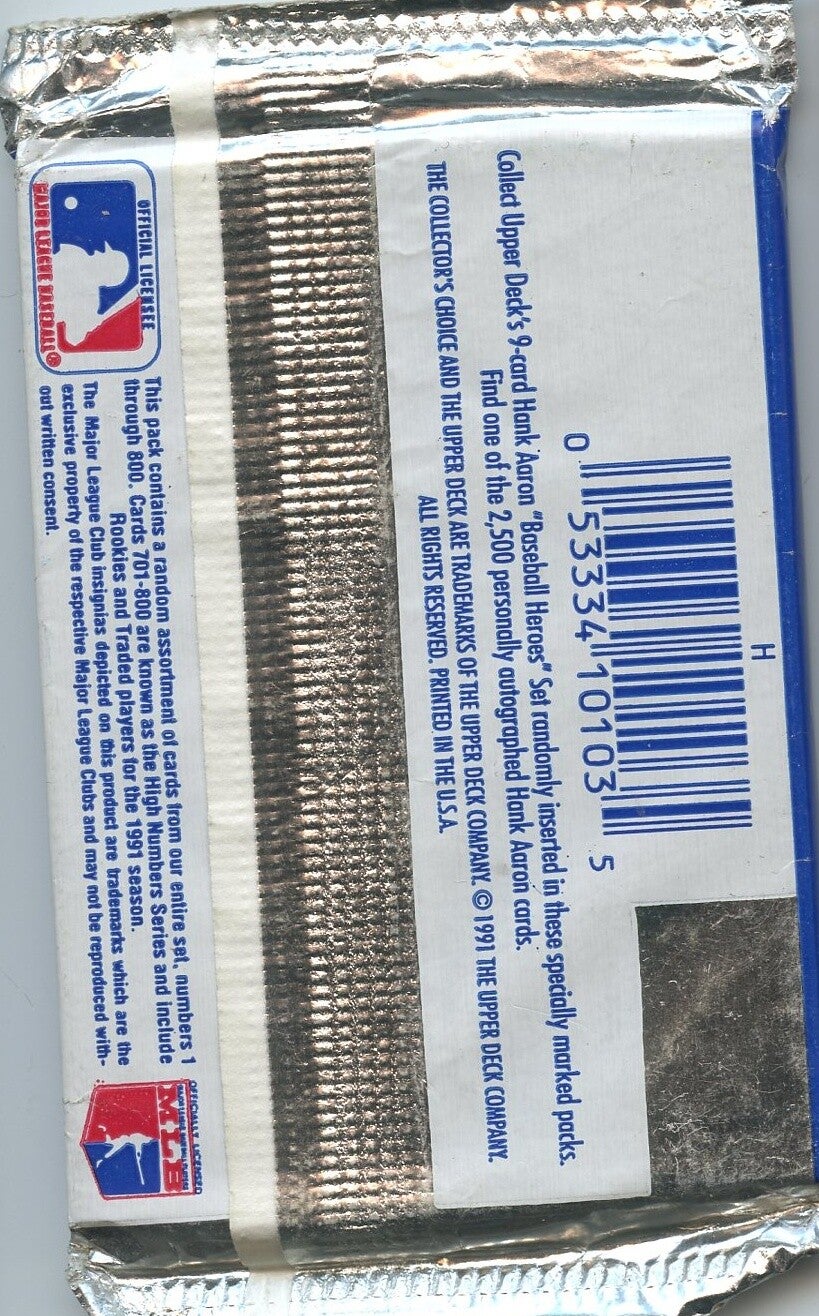 H
0 53334 10103 5
Collect Upper Deck's 9-card Hank Aaron "Baseball Heroes" Set randomly inserted in these specially marked packs.
Find one of the 2,500 personally autographed Hank Aaron cards.
THE COLLECTOR'S CHOICE AND THE UPPER DECK ARE TRADEMARKS OF THE UPPER DECK COMPANY. © 1991 THE UPPER DECK COMPANY.
ALL RIGHTS RESERVED. PRINTED IN THE U.S.A.
OFFICIAL LICENSEE
MAJOR LEAGUE BASEBALL®
This pack contains a random assortment of cards from our entire set, numbers 1
through 800. Cards 701-800 are known as the High Numbers Series and include
Rookies and Traded players for the 1991 season.
The Major League Club insignias depicted on this product are trademarks which are the
exclusive property of the respective Major League Clubs and may not be reproduced with-
out written consent.
OFFICIALLY LICENSED
MLB